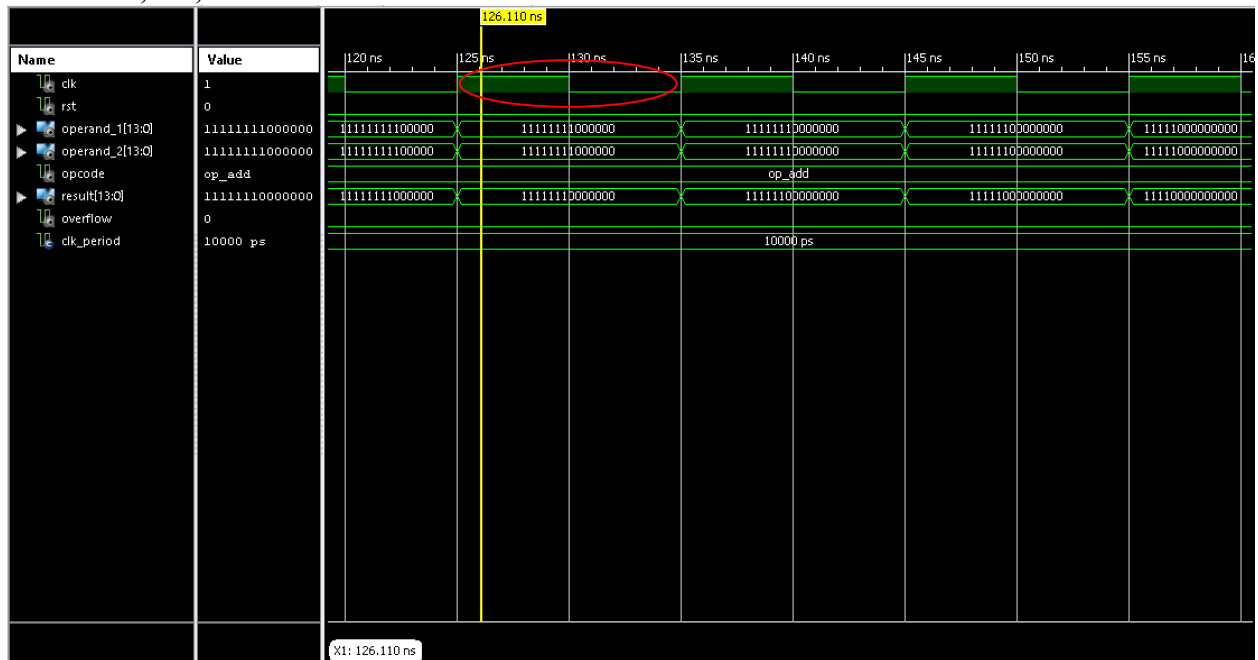 126.110 ns
Name Value 120 ns 125 ns 130 ns 135 ns 140 ns 145 ns 150 ns 155 ns 16
clk 1
rst 0
operand_1[13:0] 11111111000000 11111111100000 11111111000000 11111110000000 11111100000000 11111000000000
operand_2[13:0] 11111111000000 11111111100000 11111111000000 11111110000000 11111100000000 11111000000000
opcode op_add op_add
result[13:0] 11111110000000 11111111000000 11111110000000 11111100000000 11111000000000 11110000000000
overflow 0
clk_period 10000 ps 10000 ps
X1: 126.110 ns